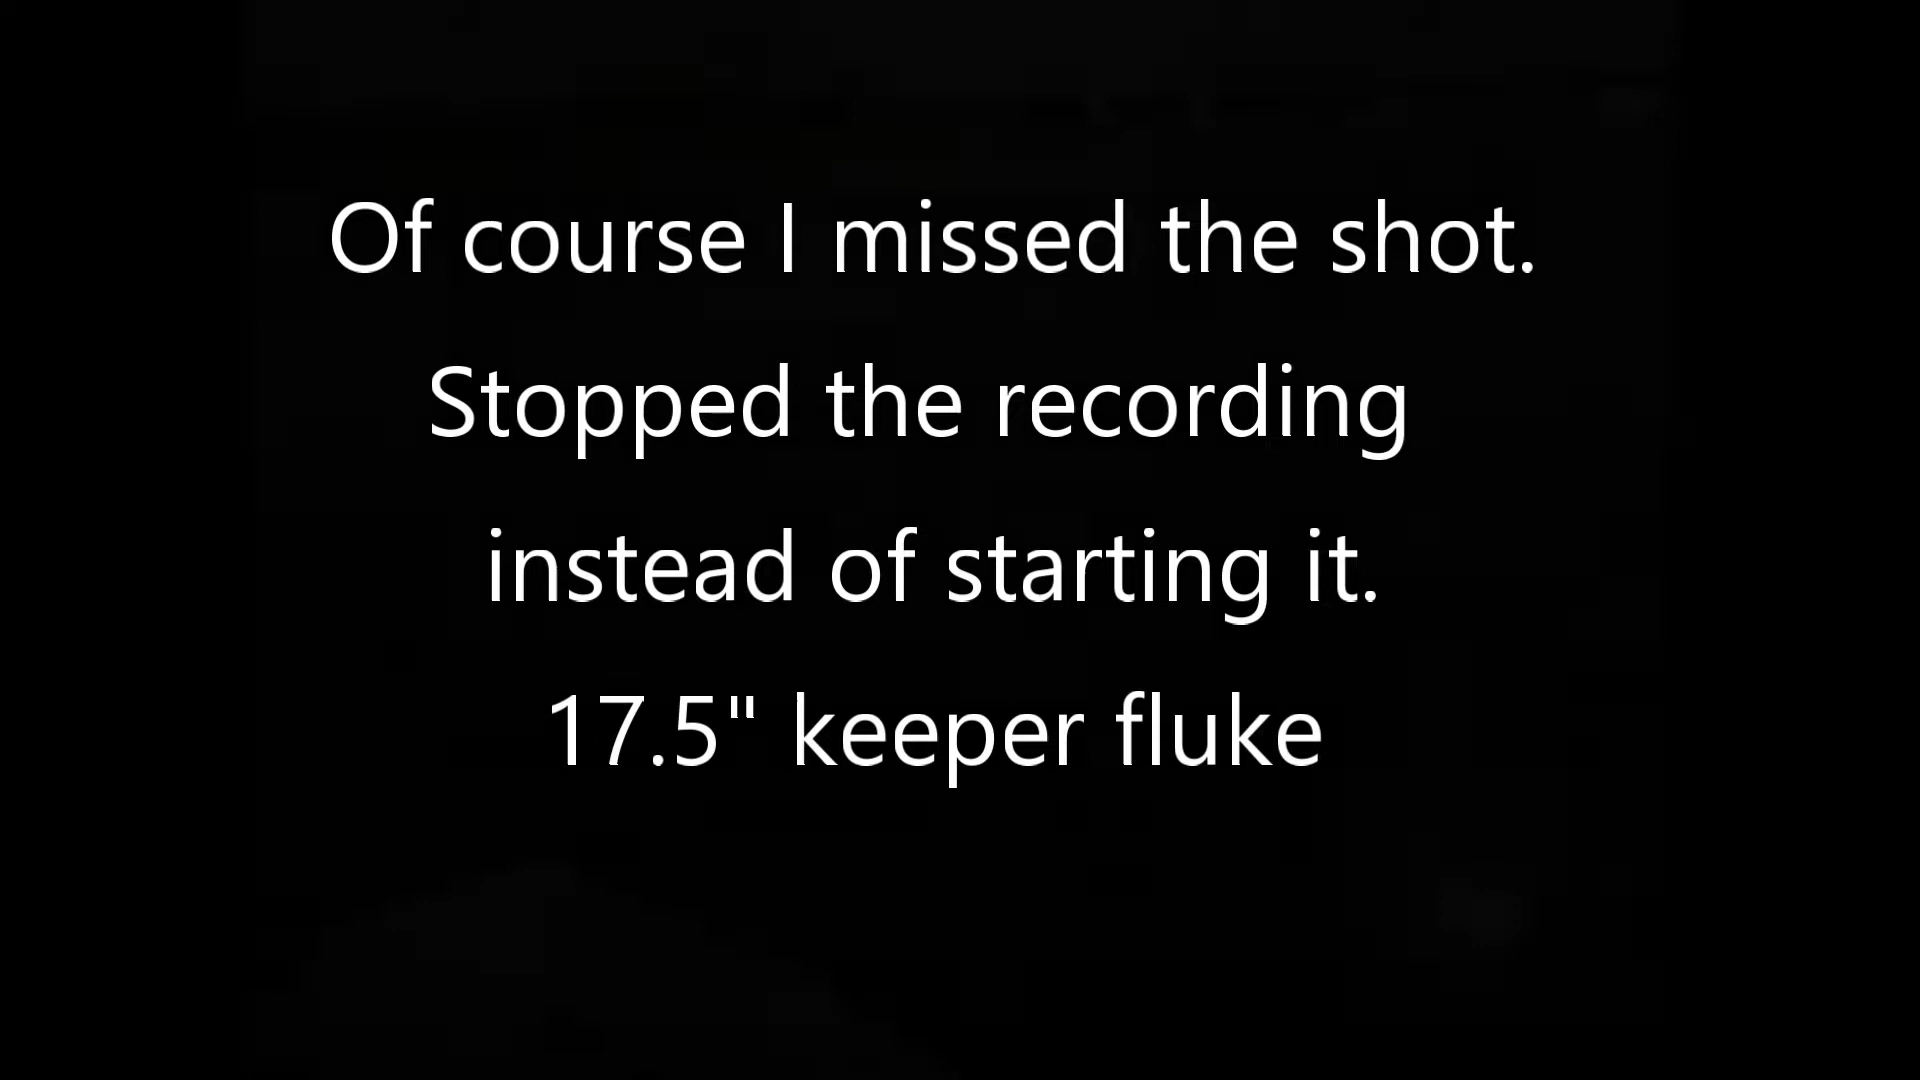 Of course I missed the shot.
Stopped the recording
instead of starting it.
17.5" keeper fluke